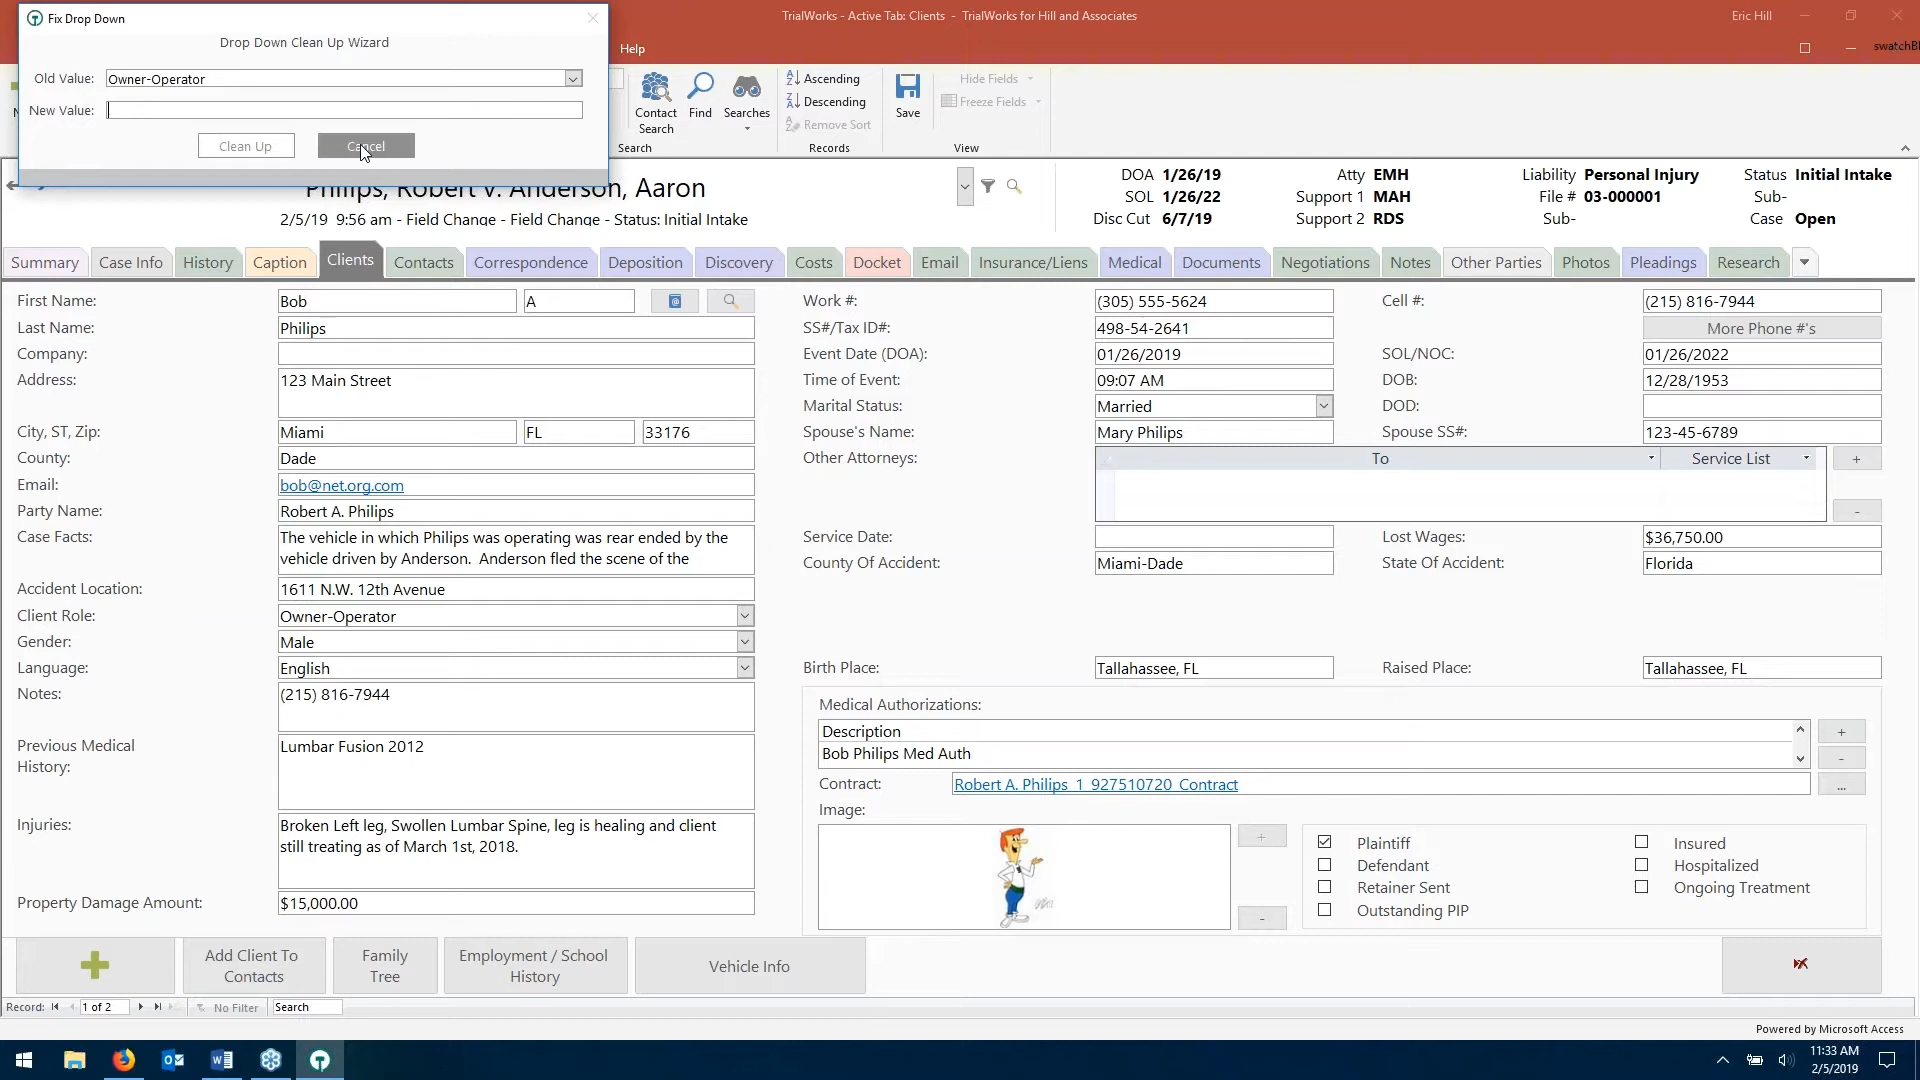 Fix Drop Down
Drop Down Clean Up Wizard
Old Value: Owner-Operator
New Value:
Clean Up Cancel
TrialWorks - Active Tab: Clients - TrialWorks for Hill and Associates
Eric Hill
Help
swatchBl
Contact Search
Find
Searches
Search
Ascending
Descending
Remove Sort
Records
Save
Hide Fields
Freeze Fields
View
Philips, Robert v. Anderson, Aaron
2/5/19 9:56 am - Field Change - Field Change - Status: Initial Intake
DOA 1/26/19 Atty EMH Liability Personal Injury Status Initial Intake
SOL 1/26/22 Support 1 MAH File # 03-000001 Sub-
Disc Cut 6/7/19 Support 2 RDS Sub- Case Open
Summary Case Info History Caption Clients Contacts Correspondence Deposition Discovery Costs Docket Email Insurance/Liens Medical Documents Negotiations Notes Other Parties Photos Pleadings Research
First Name: Bob A Work #: (305) 555-5624 Cell #: (215) 816-7944
Last Name: Philips SS#/Tax ID#: 498-54-2641 More Phone #'s
Company: Event Date (DOA): 01/26/2019 SOL/NOC: 01/26/2022
Address: 123 Main Street Time of Event: 09:07 AM DOB: 12/28/1953
Marital Status: Married DOD:
City, ST, Zip: Miami FL 33176 Spouse's Name: Mary Philips Spouse SS#: 123-45-6789
County: Dade Other Attorneys: To Service List +
Email: bob@net.org.com
Party Name: Robert A. Philips -
Case Facts: The vehicle in which Philips was operating was rear ended by the Service Date: Lost Wages: $36,750.00
vehicle driven by Anderson. Anderson fled the scene of the County Of Accident: Miami-Dade State Of Accident: Florida
Accident Location: 1611 N.W. 12th Avenue
Client Role: Owner-Operator
Gender: Male
Language: English Birth Place: Tallahassee, FL Raised Place: Tallahassee, FL
Notes: (215) 816-7944
Medical Authorizations:
Description +
Previous Medical History: Lumbar Fusion 2012
Bob Philips Med Auth -
Contract: Robert A. Philips_1_927510720_Contract ...
Image:
Injuries: Broken Left leg, Swollen Lumbar Spine, leg is healing and client
still treating as of March 1st, 2018.
+ Plaintiff Insured
Defendant Hospitalized
Retainer Sent Ongoing Treatment
- Outstanding PIP
Property Damage Amount: $15,000.00
Add Client To Contacts
Family Tree
Employment / School History
Vehicle Info
Record: 1 of 2 No Filter Search
Powered by Microsoft Access
11:33 AM
2/5/2019